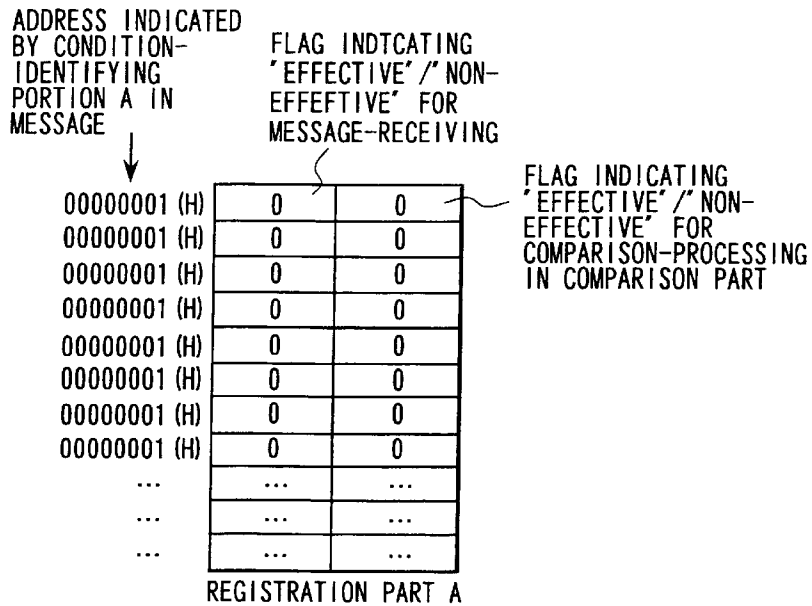 ADDRESS INDICATED
BY CONDITION-
IDENTIFYING
PORTION A IN
MESSAGE
FLAG INDTCATING
'EFFECTIVE'/'NON-
EFFEFTIVE' FOR
MESSAGE-RECEIVING
FLAG INDICATING
'EFFECTIVE'/'NON-
EFFECTIVE' FOR
COMPARISON-PROCESSING
IN COMPARISON PART
00000001 (H) 0 0
00000001 (H) 0 0
00000001 (H) 0 0
00000001 (H) 0 0
00000001 (H) 0 0
00000001 (H) 0 0
00000001 (H) 0 0
00000001 (H) 0 0
... ... ...
... ... ...
... ... ...
REGISTRATION PART A